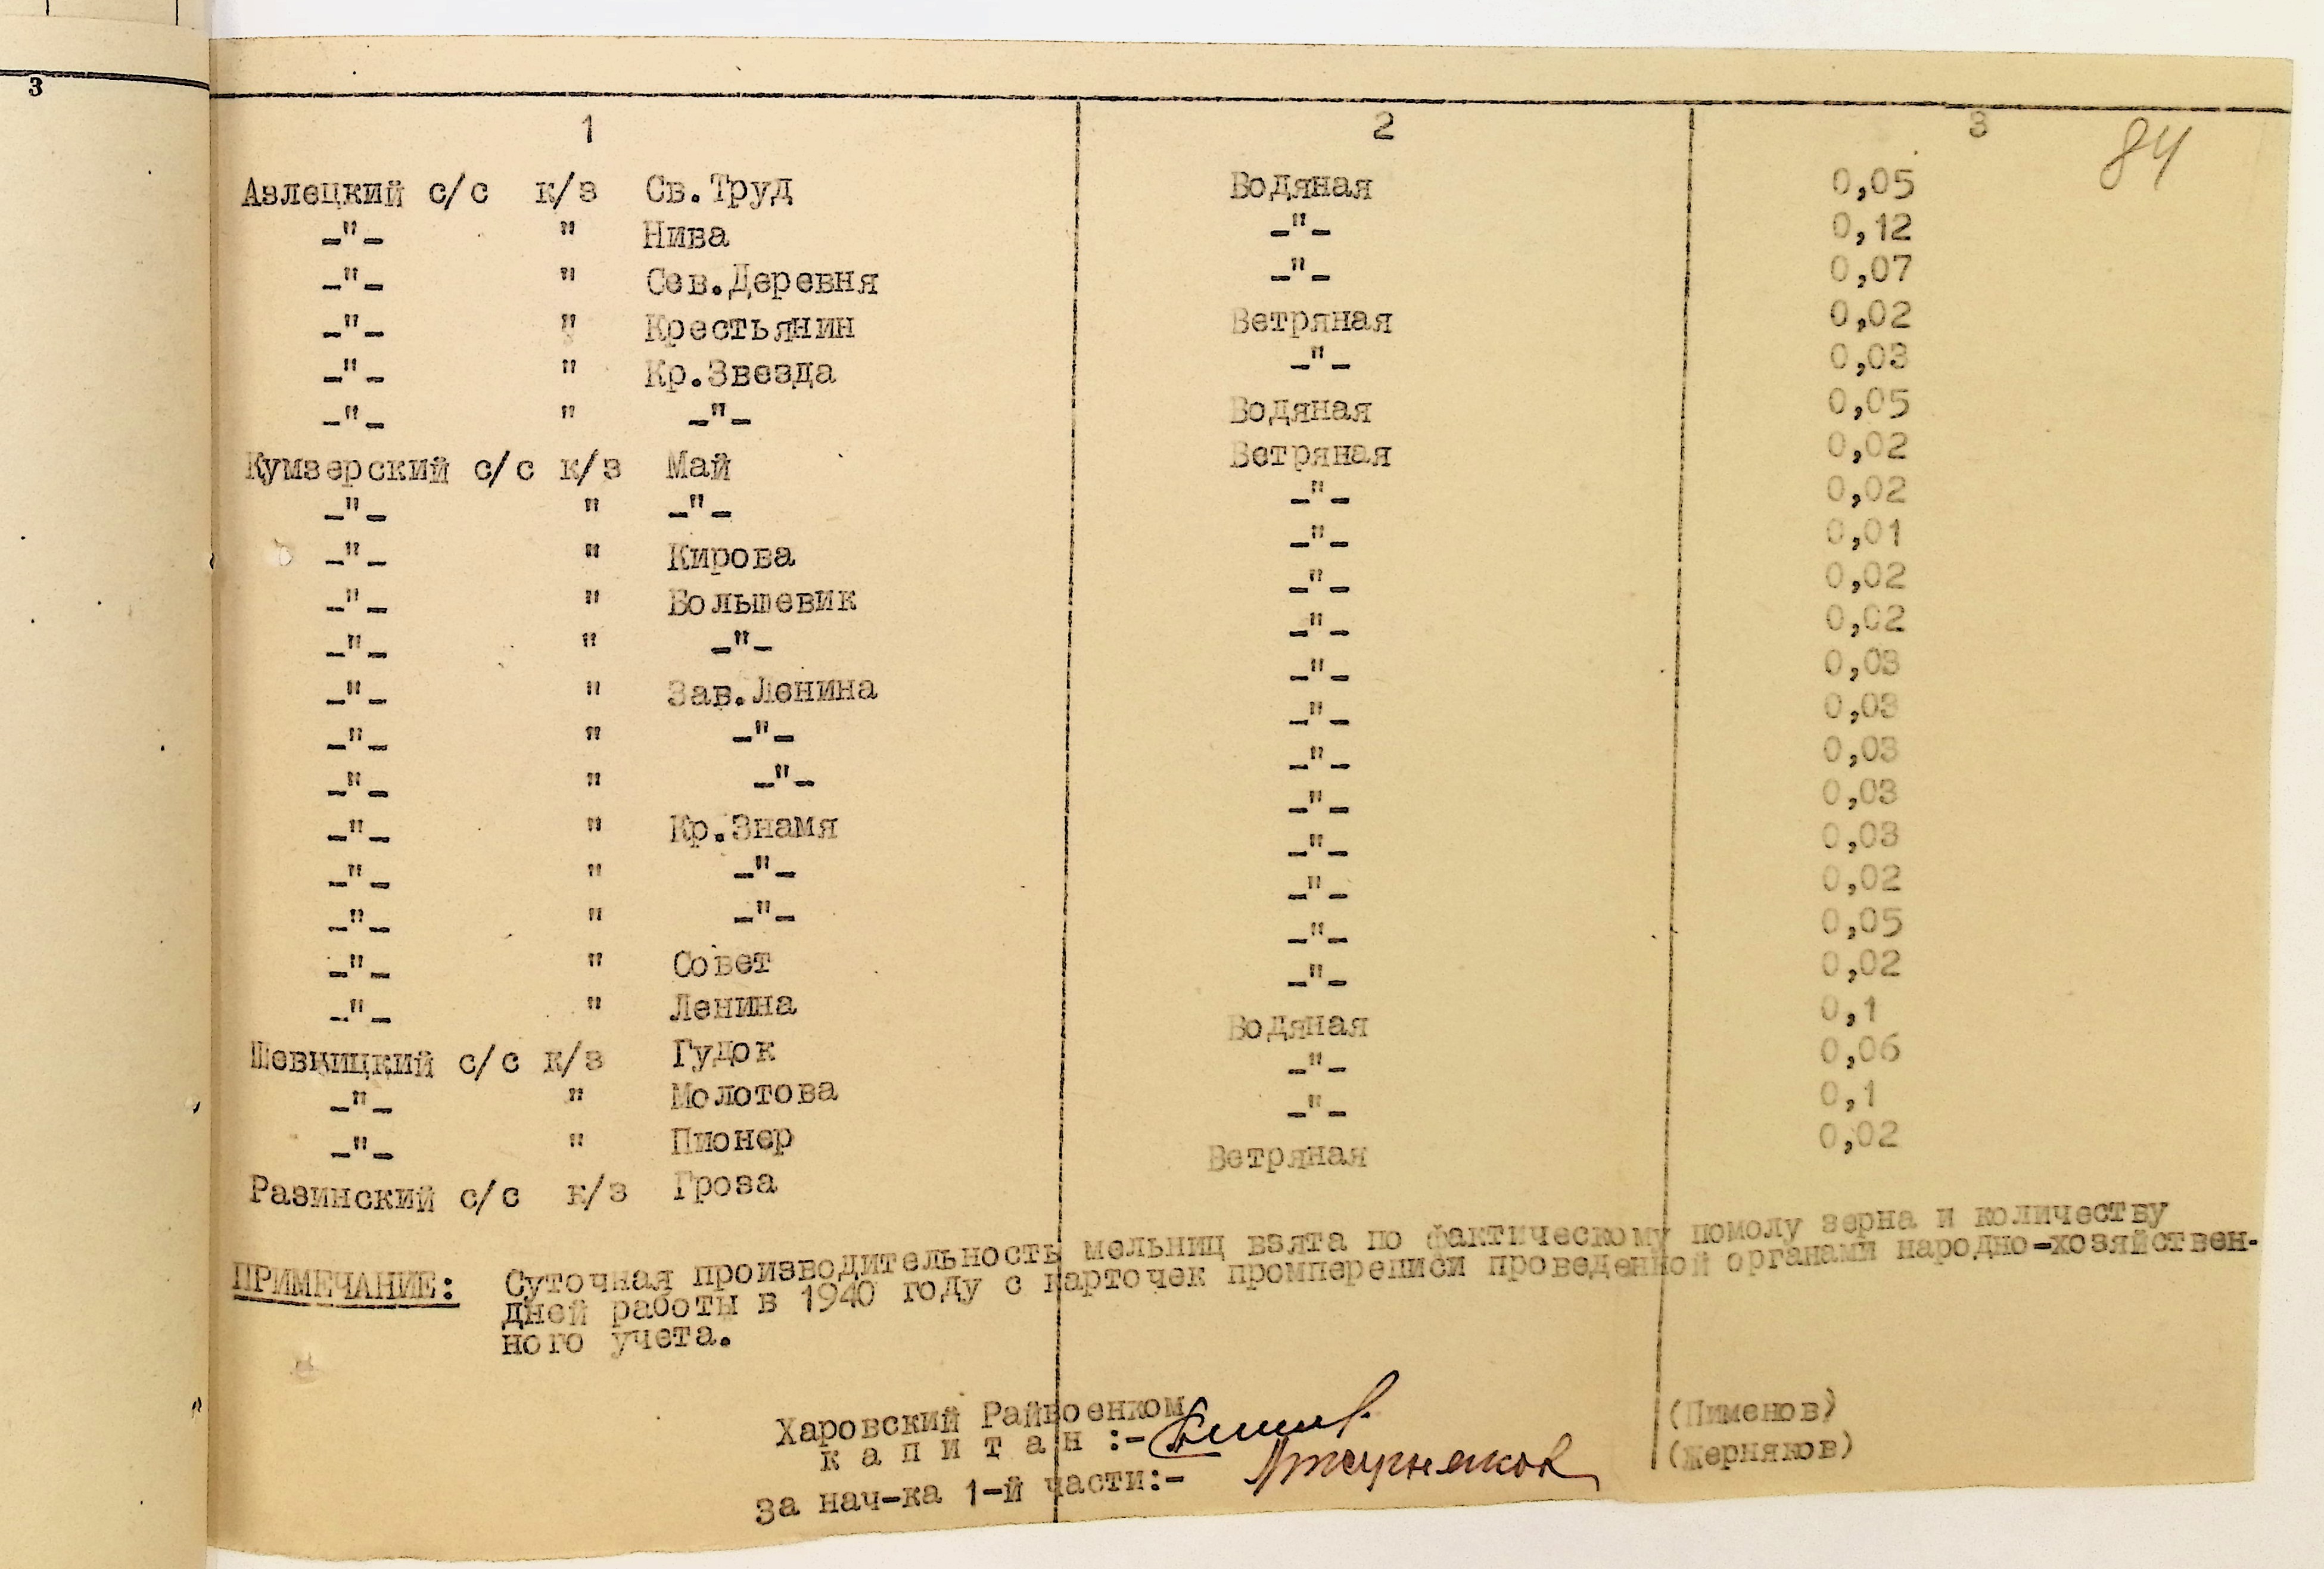 3
1 2 3
84
Азлецкий с/с к/з Св.Труд Водяная 0,05
-"- " Нива -"- 0,12
-"- " Сев.Деревня -"- 0,07
-"- " Крестьянин Ветряная 0,02
-"- " Кр.Звезда -"- 0,03
-"- " -"- Водяная 0,05
Кумзерский с/с к/з Май Ветряная 0,02
-"- " -"- -"- 0,02
-"- " Кирова -"- 0,01
-"- " Большевик -"- 0,02
-"- " -"- -"- 0,02
-"- " Зав.Ленина -"- 0,03
-"- " -"- -"- 0,03
-"- " -"- -"- 0,03
-"- " Кр.Знамя -"- 0,03
-"- " -"- -"- 0,03
-"- " -"- -"- 0,02
-"- " Совет -"- 0,05
-"- " Ленина -"- 0,02
Шевницкий с/с к/з Гудок Водяная 0,1
-"- " Молотова -"- 0,06
-"- " Пионер -"- 0,1
Разинский с/с к/з Гроза Ветряная 0,02
ПРИМЕЧАНИЕ: Суточная производительность мельниц взята по фактическому помолу зерна и количеству
дней работы в 1940 году с карточек промпереписи проведенной органами народно-хозяйствен-
ного учета.
Харовский Райвоенком
капитан :- (Пименов)
За нач-ка 1-й части:- Жерняков (Жерняков)